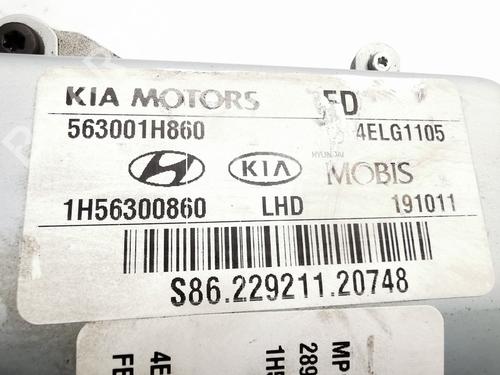 KIA MOTORS ED
563001H860 4ELG1105
HYUNDAI KIA MOBIS
1H56300860 LHD 191011
S86.229211.20748